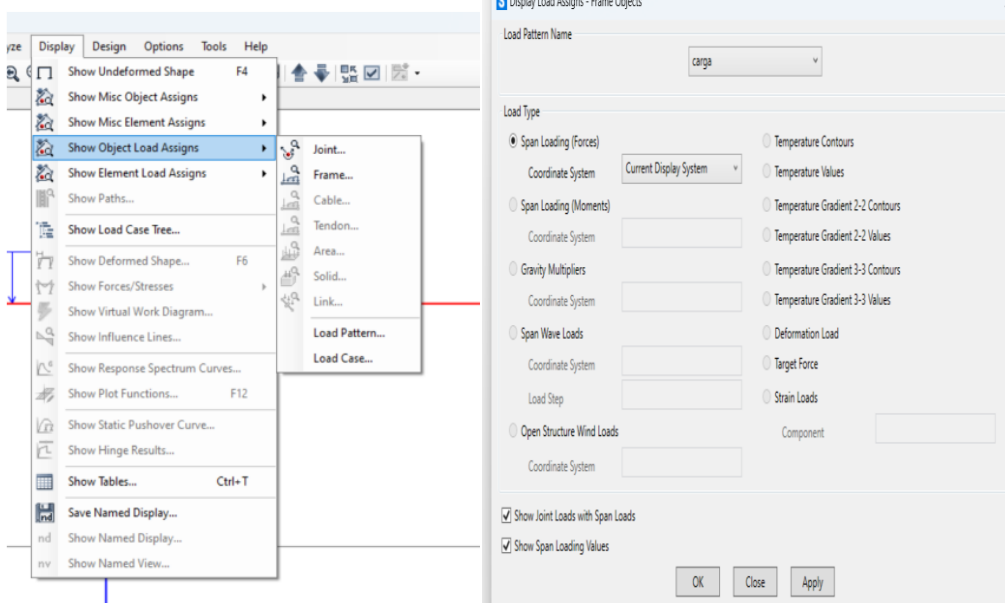 yze Display Design Options Tools Help
Show Undeformed Shape F4
Show Misc Object Assigns
Show Misc Element Assigns
Show Object Load Assigns
Show Element Load Assigns
Show Paths...
Show Load Case Tree...
Show Deformed Shape... F6
Show Forces/Stresses
Show Virtual Work Diagram...
Show Influence Lines...
Show Response Spectrum Curves...
Show Plot Functions... F12
Show Static Pushover Curve...
Show Hinge Results...
Show Tables... Ctrl+T
Save Named Display...
nd Show Named Display...
nv Show Named View...
Joint...
Frame...
Cable...
Tendon...
Area...
Solid...
Link...
Load Pattern...
Load Case...
Display Load Assigns - Frame Objects
Load Pattern Name
carga
Load Type
Span Loading (Forces)
Coordinate System Current Display System
Span Loading (Moments)
Coordinate System
Gravity Multipliers
Coordinate System
Span Wave Loads
Coordinate System
Load Step
Open Structure Wind Loads
Coordinate System
Temperature Contours
Temperature Values
Temperature Gradient 2-2 Contours
Temperature Gradient 2-2 Values
Temperature Gradient 3-3 Contours
Temperature Gradient 3-3 Values
Deformation Load
Target Force
Strain Loads
Component
Show Joint Loads with Span Loads
Show Span Loading Values
OK Close Apply